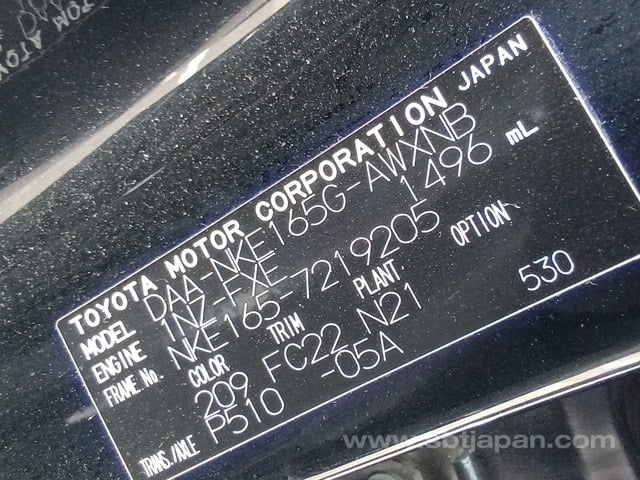 TOYOTA MOTOR CORPORATION JAPAN
MODEL DAA-NKE165G-AWXNB
ENGINE 1NZ-FXE 1496 mL
FRAME No. NKE165-7219205
COLOR TRIM PLANT OPTION
209 FC22 N21 530
TRANS./AXLE P510 -05A
www.sbtjapan.com